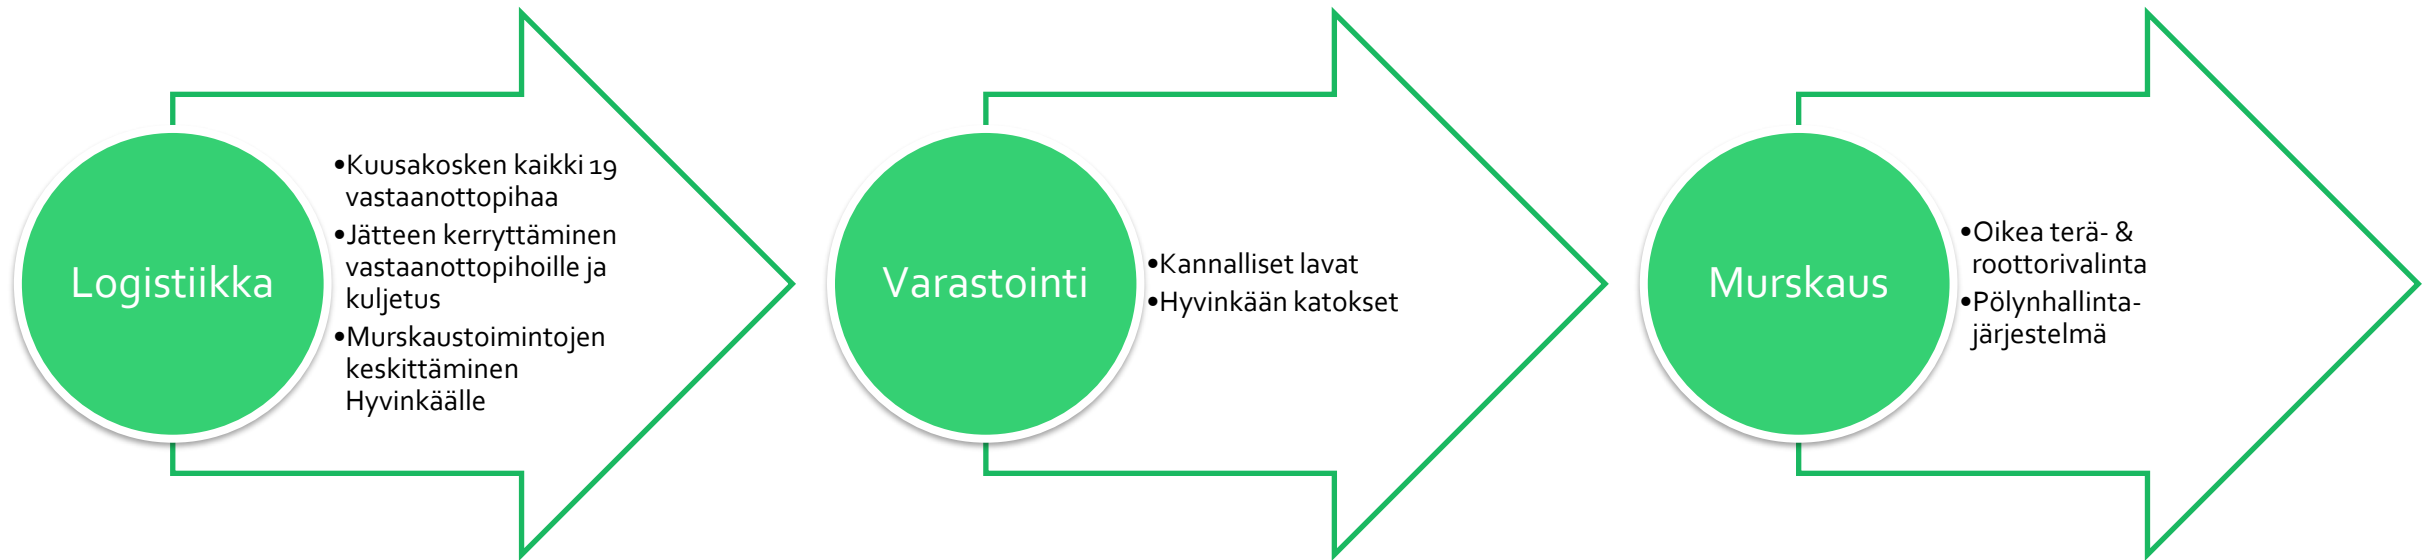 Logistiikka
•Kuusakosken kaikki 19
vastaanottopihaa
•Jätteen kerryttäminen
vastaanottopihoille ja
kuljetus
•Murskaustoimintojen
keskittäminen
Hyvinkäälle
Varastointi
•Kannalliset lavat
•Hyvinkään katokset
Murskaus
•Oikea terä- &
roottorivalinta
•Pölynhallinta-
järjestelmä